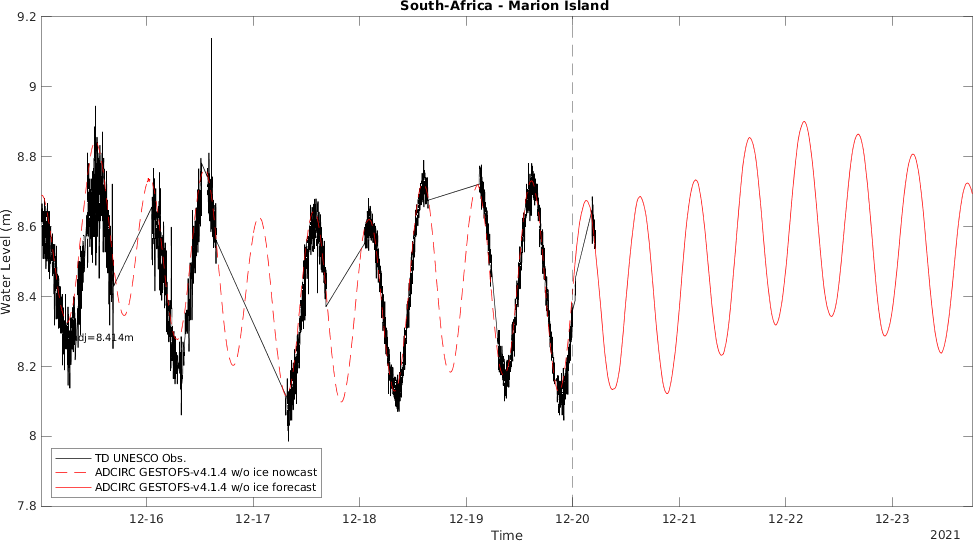 South-Africa - Marion Island
9.2
9
8.8
8.6
8.4
8.2
8
7.8
Water Level (m)
dj=8.414m
TD UNESCO Obs.
ADCIRC GESTOFS-v4.1.4 w/o ice nowcast
ADCIRC GESTOFS-v4.1.4 w/o ice forecast
12-16
12-17
12-18
12-19
12-20
12-21
12-22
12-23
Time
2021